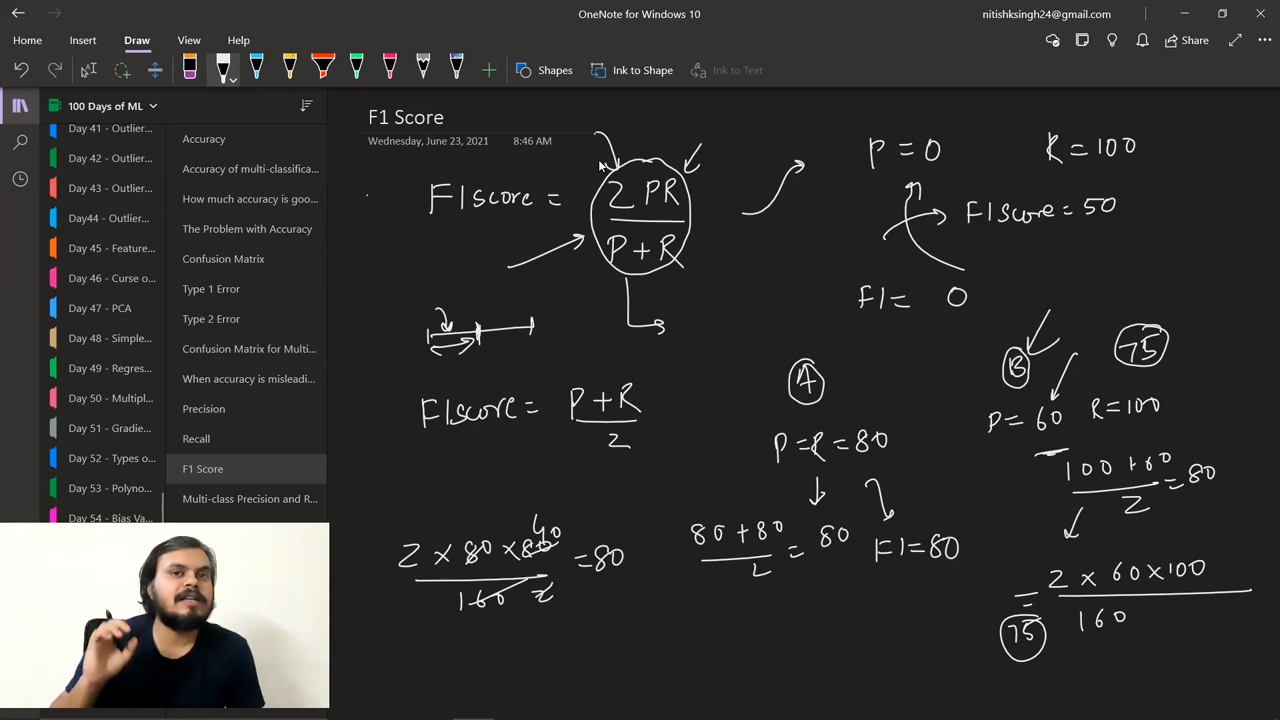 OneNote for Windows 10
nitishksingh24@gmail.com
Home
Insert
Draw
View
Help
Share
Shapes
Ink to Shape
Ink to Text
100 Days of ML
Day 41 - Outlier...
Day 42 - Outlier...
Day 43 - Outlier...
Day44 - Outlier...
Day 45 - Feature...
Day 46 - Curse o...
Day 47 - PCA
Day 48 - Simple...
Day 49 - Regres...
Day 50 - Multipl...
Day 51 - Gradie...
Day 52 - Types o...
Day 53 - Polyno...
Day 54 - Bias Va...
Accuracy
Accuracy of multi-classifica...
How much accuracy is goo...
The Problem with Accuracy
Confusion Matrix
Type 1 Error
Type 2 Error
Confusion Matrix for Multi...
When accuracy is misleadi...
Precision
Recall
F1 Score
Multi-class Precision and R...
F1 Score
Wednesday, June 23, 2021 8:46 AM
F1score =
2 PR
P + R
P = 0 R = 100
F1score = 50
F1 = 0
F1score =
P + R
2
A
P = R = 80
80 + 80
2
= 80
F1 = 80
2 × 80 × 80
40
160 2
= 80
B
75
P = 60 R = 100
100 + 60
2
= 80
=
2 × 60 × 100
160
75